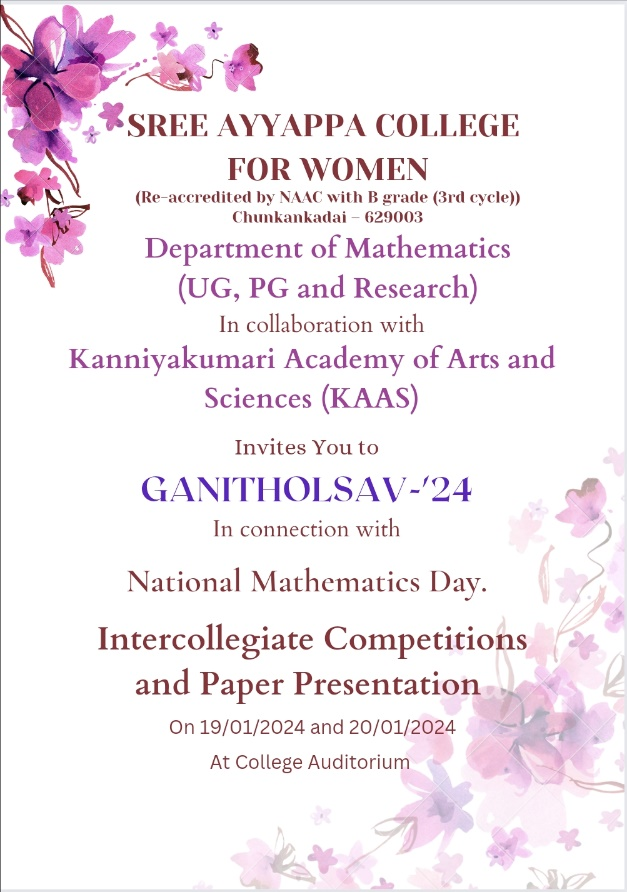 SREE AYYAPPA COLLEGE
FOR WOMEN
(Re-accredited by NAAC with B grade (3rd cycle))
Chunkankadai – 629003
Department of Mathematics
(UG, PG and Research)
In collaboration with
Kanniyakumari Academy of Arts and
Sciences (KAAS)
Invites You to
GANITHOLSAV-'24
In connection with
National Mathematics Day.
Intercollegiate Competitions
and Paper Presentation
On 19/01/2024 and 20/01/2024
At College Auditorium